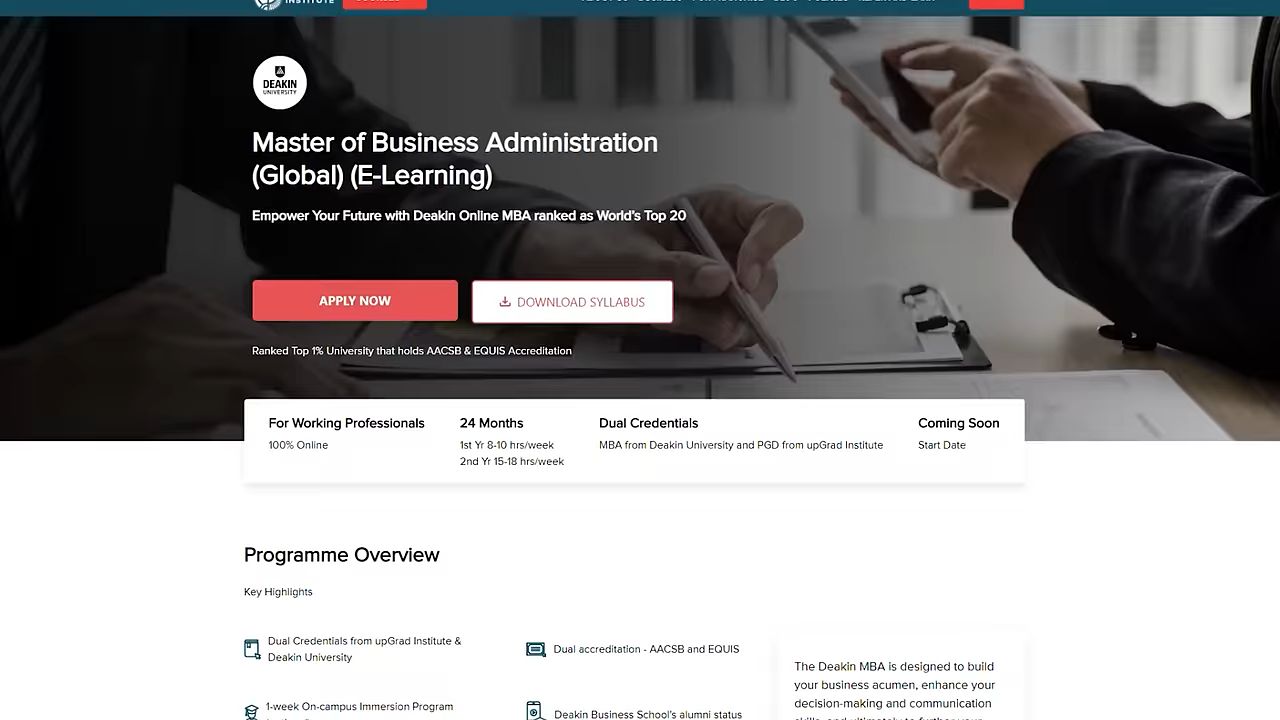 INSTITUTE
DEAKIN
UNIVERSITY
Master of Business Administration
(Global) (E-Learning)
Empower Your Future with Deakin Online MBA ranked as World's Top 20
APPLY NOW
DOWNLOAD SYLLABUS
Ranked Top 1% University that holds AACSB & EQUIS Accreditation
For Working Professionals
100% Online
24 Months
1st Yr 8-10 hrs/week
2nd Yr 15-18 hrs/week
Dual Credentials
MBA from Deakin University and PGD from upGrad Institute
Coming Soon
Start Date
Programme Overview
Key Highlights
Dual Credentials from upGrad Institute &
Deakin University
Dual accreditation - AACSB and EQUIS
1-week On-campus Immersion Program
Deakin Business School's alumni status
The Deakin MBA is designed to build
your business acumen, enhance your
decision-making and communication